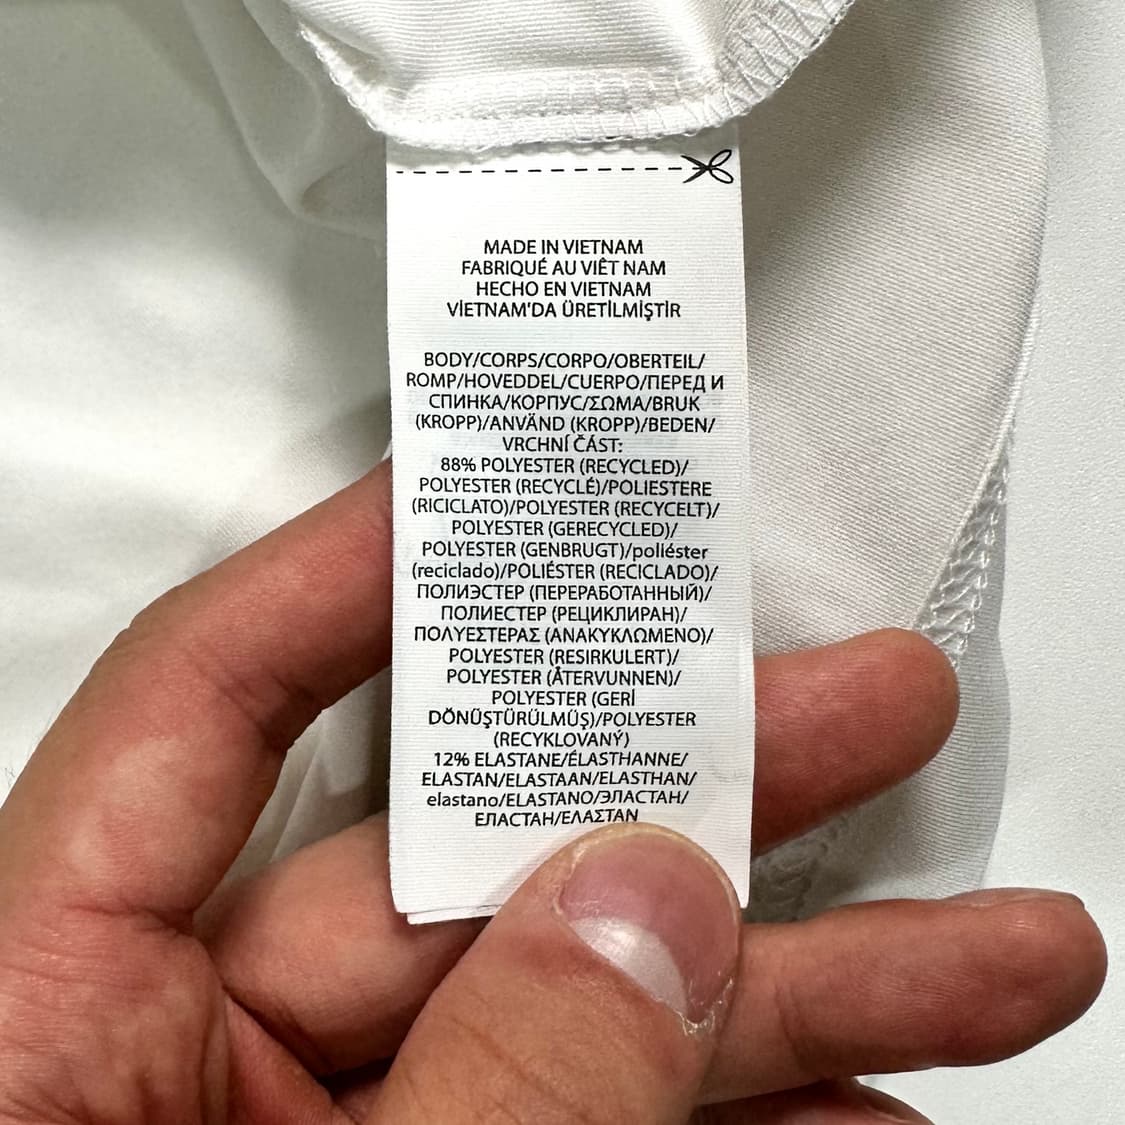 MADE IN VIETNAM
FABRIQUÉ AU VIÊT NAM
HECHO EN VIETNAM
VİETNAM'DA ÜRETİLMİŞTİR
BODY/CORPS/CORPO/OBERTEIL/
ROMP/HOVEDDEL/CUERPO/ПЕРЕД И
СПИНКА/КОРПУС/ΣΩΜΑ/BRUK
(KROPP)/ANVÄND (KROPP)/BEDEN/
VRCHNÍ ČÁST:
88% POLYESTER (RECYCLED)/
POLYESTER (RECYCLÉ)/POLIESTERE
(RICICLATO)/POLYESTER (RECYCELT)/
POLYESTER (GERECYCLED)/
POLYESTER (GENBRUGT)/poliéster
(reciclado)/POLIÉSTER (RECICLADO)/
ПОЛИЭСТЕР (ПЕРЕРАБОТАННЫЙ)/
ПОЛИЕСТЕР (РЕЦИКЛИРАН)/
ΠΟΛΥΕΣΤΕΡΑΣ (ΑΝΑΚΥΚΛΩΜΕΝΟ)/
POLYESTER (RESIRKULERT)/
POLYESTER (ÅTERVUNNEN)/
POLYESTER (GERİ
DÖNÜŞTÜRÜLMÜŞ)/POLYESTER
(RECYKLOVANÝ)
12% ELASTANE/ÉLASTHANNE/
ELASTAN/ELASTAAN/ELASTHAN/
elastano/ELASTANO/ЭЛАСТАН/
ЕЛАСТАН/ΕΛΑΣΤΑΝ